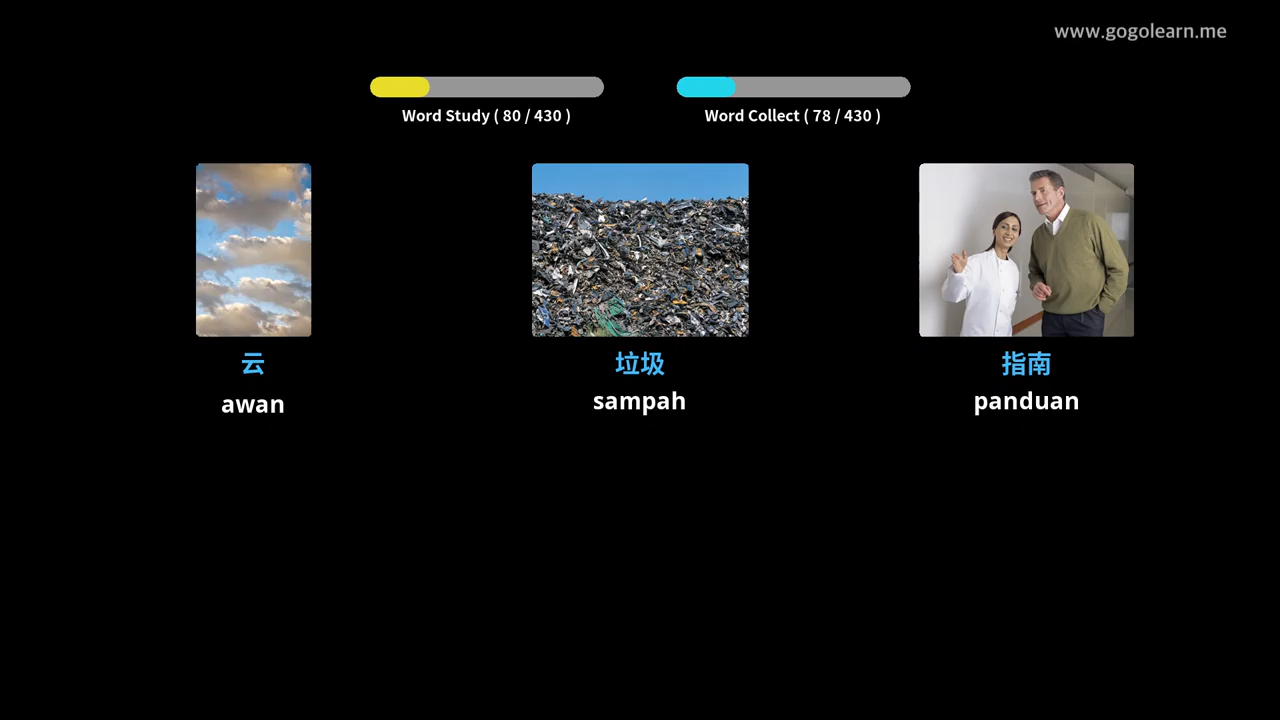 www.gogolearn.me
Word Study ( 80 / 430 )
Word Collect ( 78 / 430 )
云
awan
垃圾
sampah
指南
panduan